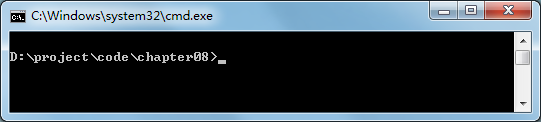 C:\Windows\system32\cmd.exe
D:\project\code\chapter08>